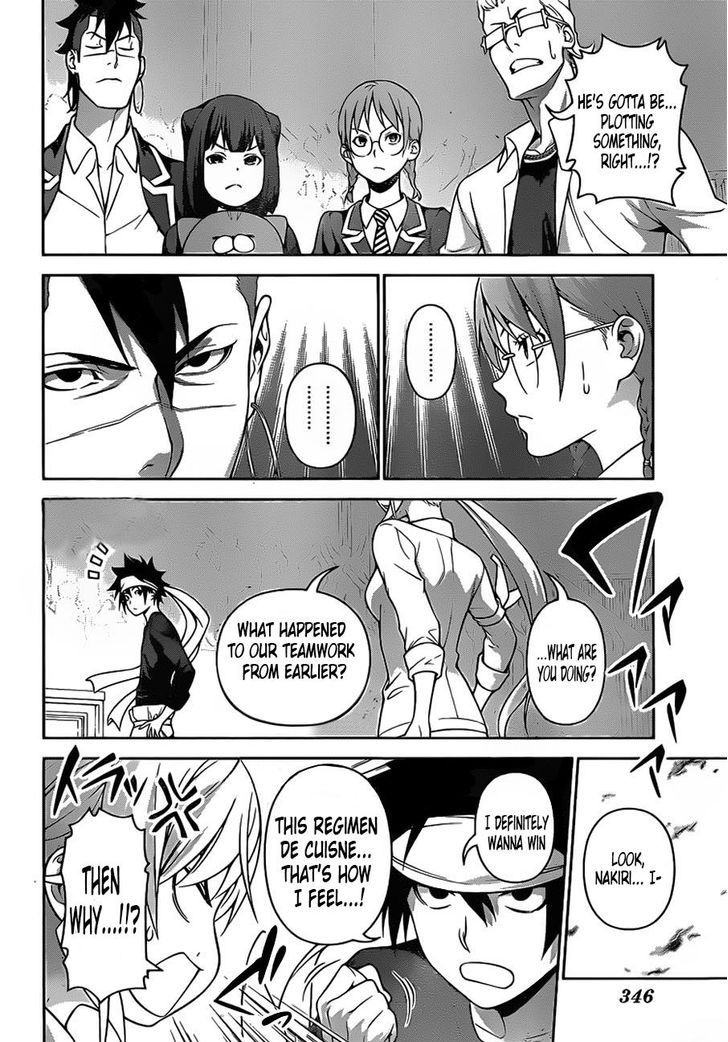 HE'S GOTTA BE...
PLOTTING
SOMETHING,
RIGHT...!?
..........
..........
...WHAT ARE
YOU DOING?
WHAT HAPPENED
TO OUR TEAMWORK
FROM EARLIER?
LOOK,
NAKIRI... I-
I DEFINITELY
WANNA WIN
THIS REGIMEN
DE CUISNE...
THAT'S HOW
I FEEL...!
THEN
WHY...!!?
346